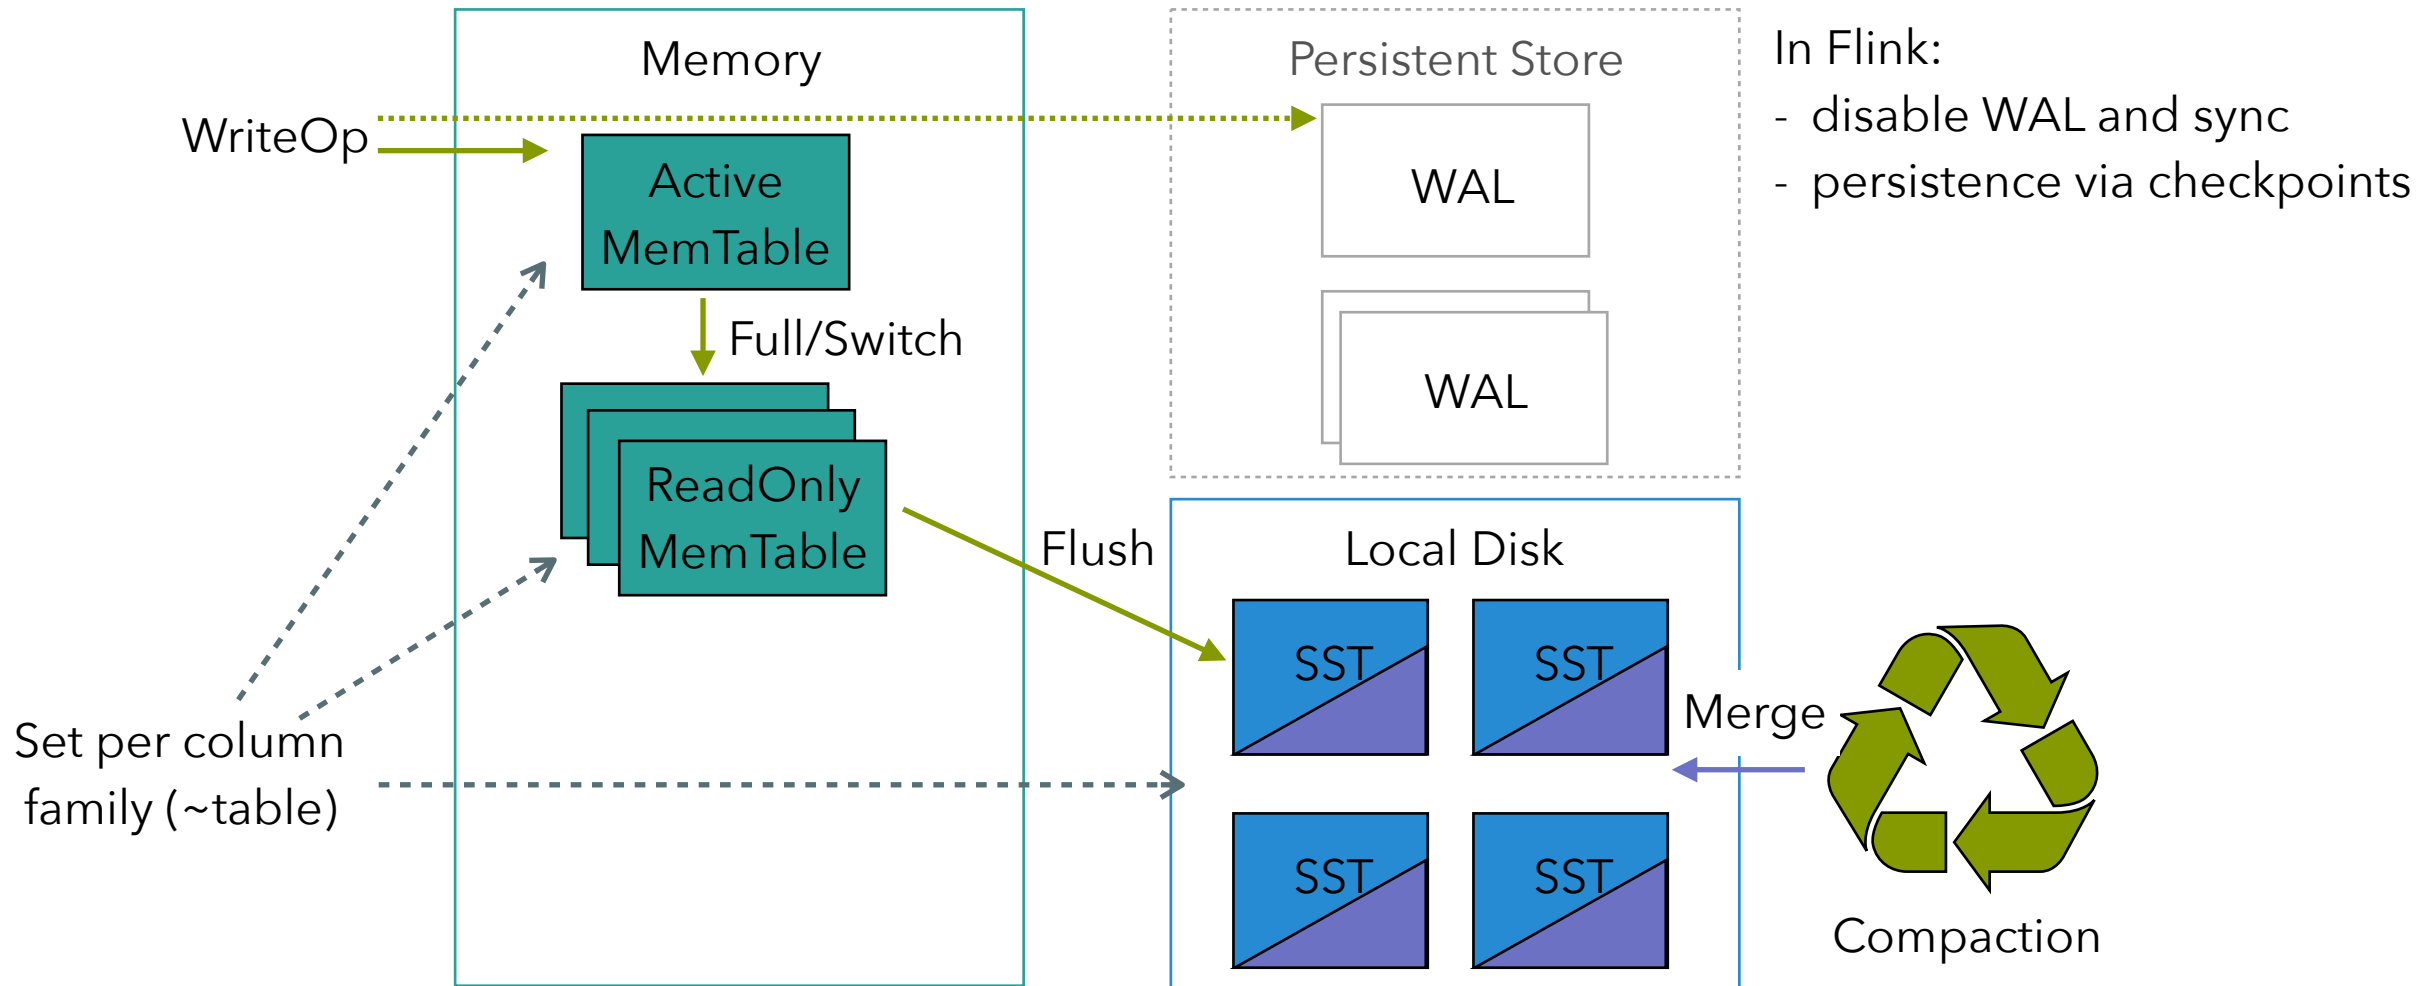 Memory
WriteOp
Active
MemTable
Full/Switch
ReadOnly
MemTable
Flush
Set per column
family (~table)
Persistent Store
WAL
WAL
In Flink:
- disable WAL and sync
- persistence via checkpoints
Local Disk
SST
SST
SST
SST
Merge
Compaction